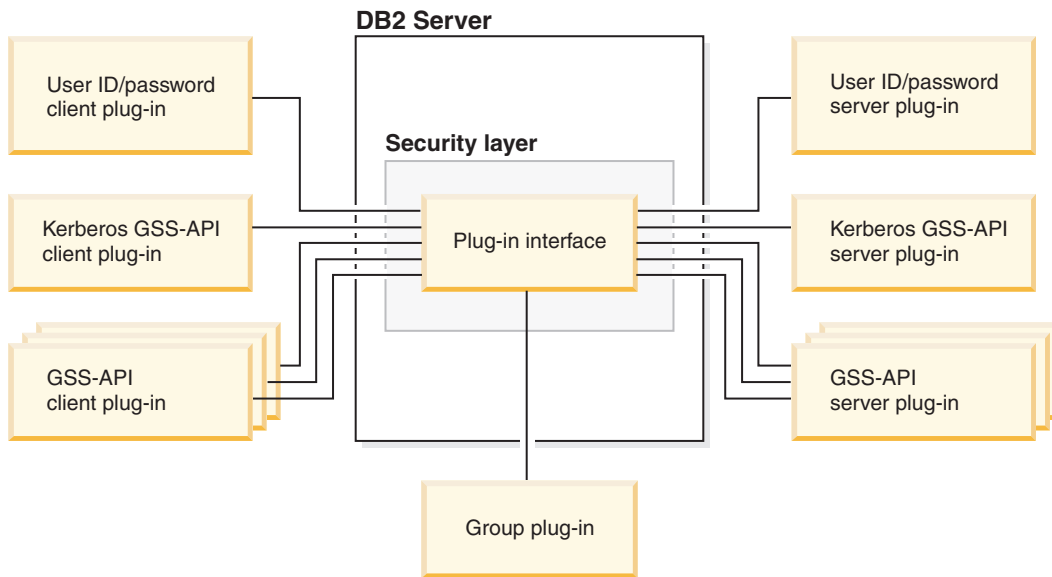 DB2 Server
User ID/password
client plug-in
User ID/password
server plug-in
Security layer
Kerberos GSS-API
client plug-in
Plug-in interface
Kerberos GSS-API
server plug-in
GSS-API
client plug-in
GSS-API
server plug-in
Group plug-in